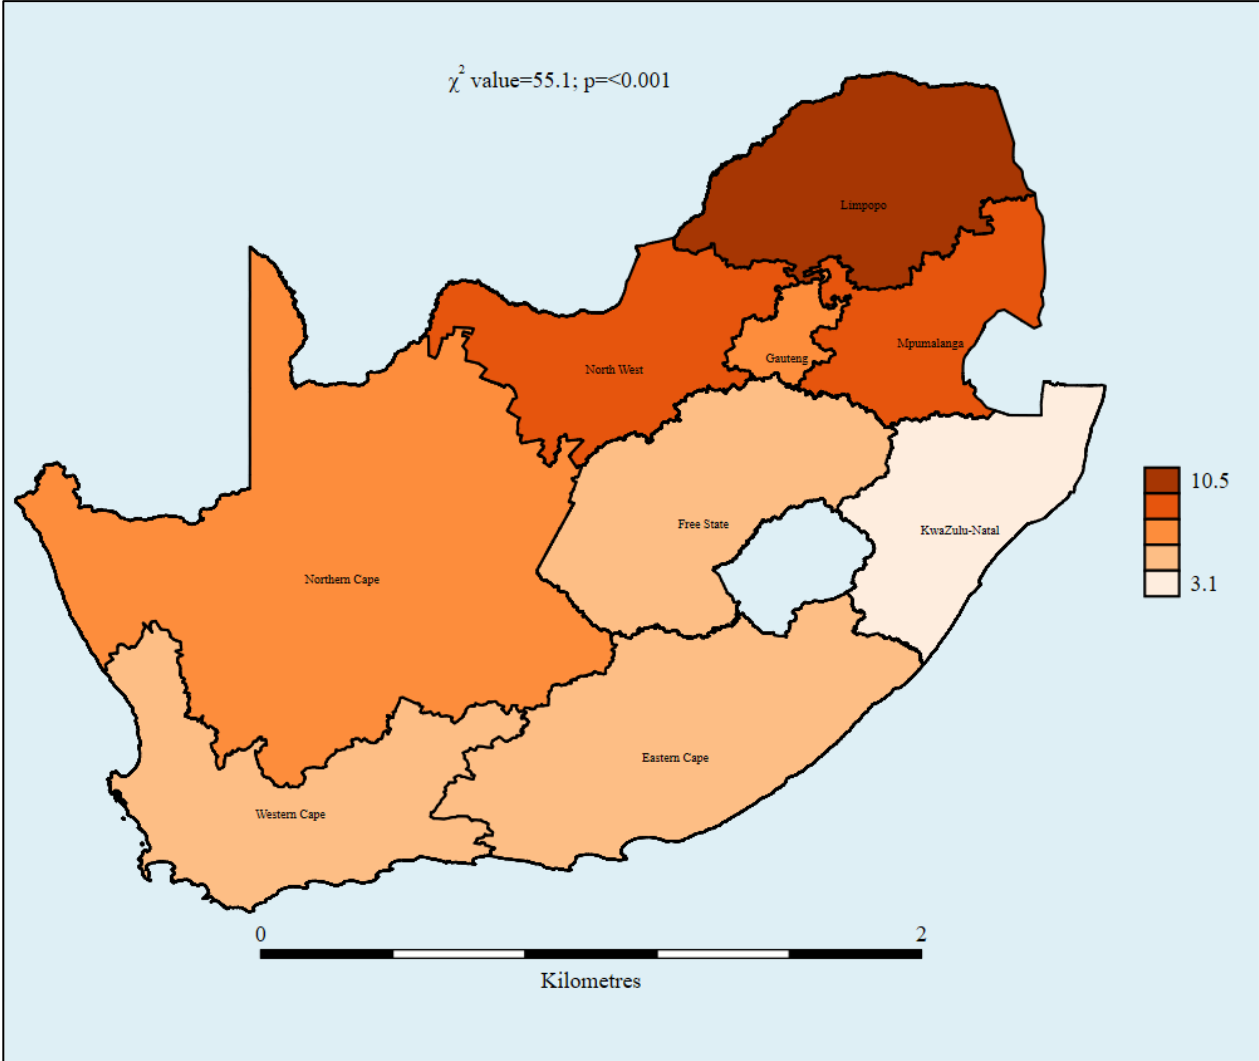 χ² value=55.1; p=<0.001
Limpopo
Mpumalanga
Gauteng
North West
10.5
Free State
KwaZulu-Natal
Northern Cape
3.1
Eastern Cape
Western Cape
0 2
Kilometres